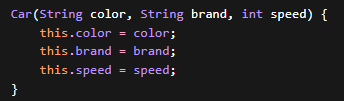 Car(String color, String brand, int speed) {
    this.color = color;
    this.brand = brand;
    this.speed = speed;
}